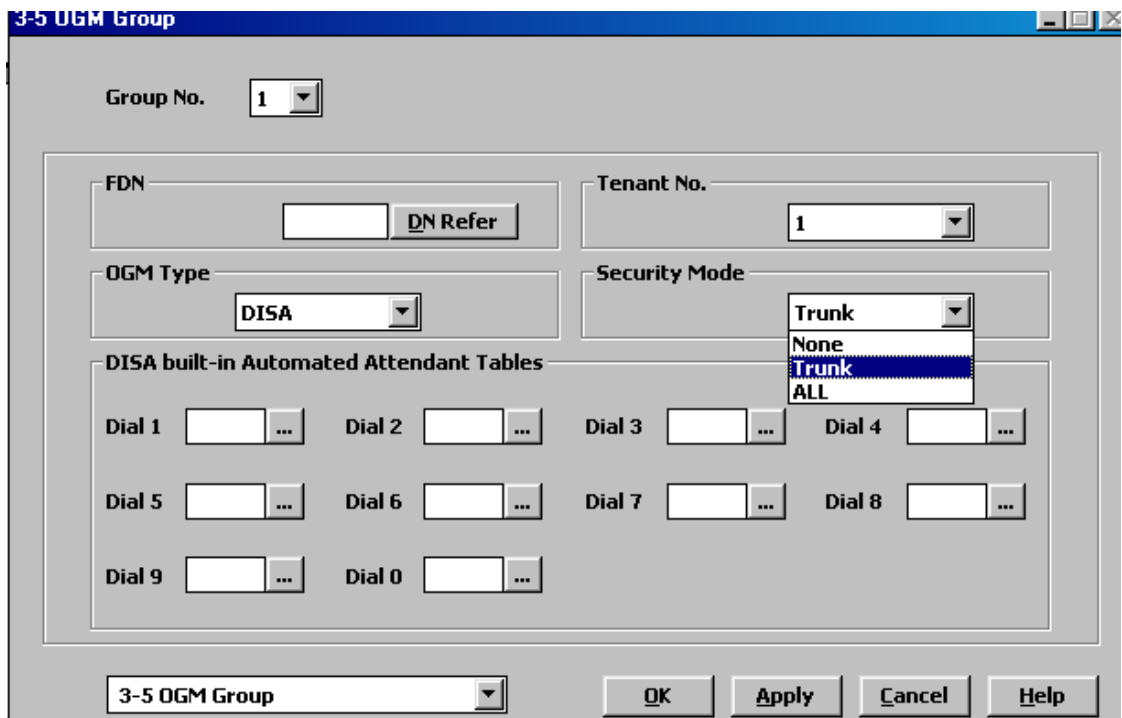 3-5 OGM Group
Group No. 1
FDN
Tenant No.
DN Refer
1
OGM Type
Security Mode
DISA
Trunk
None
Trunk
ALL
DISA built-in Automated Attendant Tables
Dial 1 ... Dial 2 ... Dial 3 ... Dial 4 ...
Dial 5 ... Dial 6 ... Dial 7 ... Dial 8 ...
Dial 9 ... Dial 0 ...
3-5 OGM Group OK Apply Cancel Help